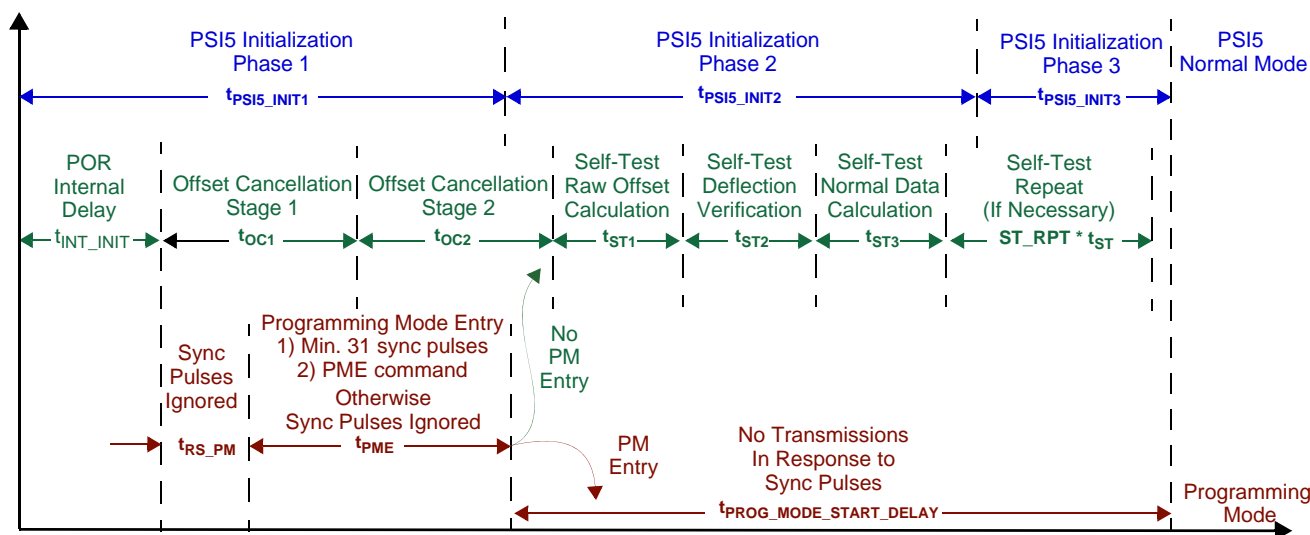 PSI5 Initialization
Phase 1
tPSI5_INIT1
PSI5 Initialization
Phase 2
tPSI5_INIT2
PSI5 Initialization
Phase 3
tPSI5_INIT3
PSI5
Normal Mode
POR
Internal
Delay
tINT_INIT
Offset Cancellation
Stage 1
tOC1
Offset Cancellation
Stage 2
tOC2
Self-Test
Raw Offset
Calculation
tST1
Self-Test
Deflection
Verification
tST2
Self-Test
Normal Data
Calculation
tST3
Self-Test
Repeat
(If Necessary)
ST_RPT * tST
Sync
Pulses
Ignored
tRS_PM
Programming Mode Entry
1) Min. 31 sync pulses
2) PME command
Otherwise
Sync Pulses Ignored
tPME
No
PM
Entry
PM
Entry
No Transmissions
In Response to
Sync Pulses
tPROG_MODE_START_DELAY
Programming
Mode